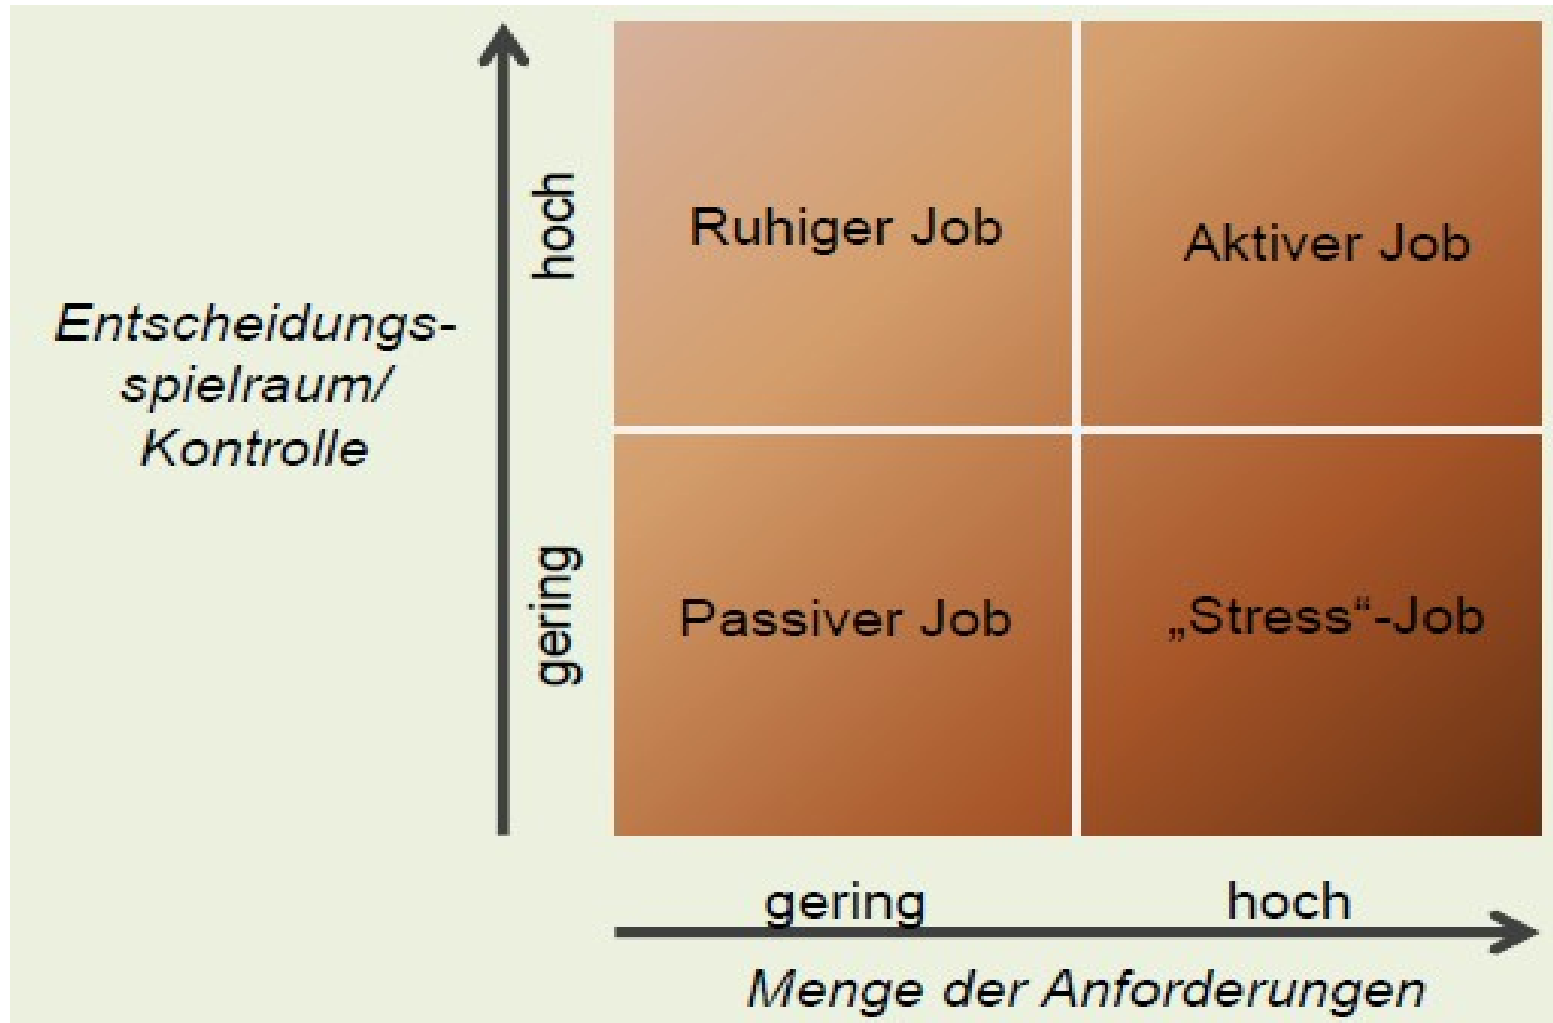 hoch
Ruhiger Job
Aktiver Job
Entscheidungs-
spielraum/
Kontrolle
gering
Passiver Job
„Stress“-Job
gering
hoch
Menge der Anforderungen